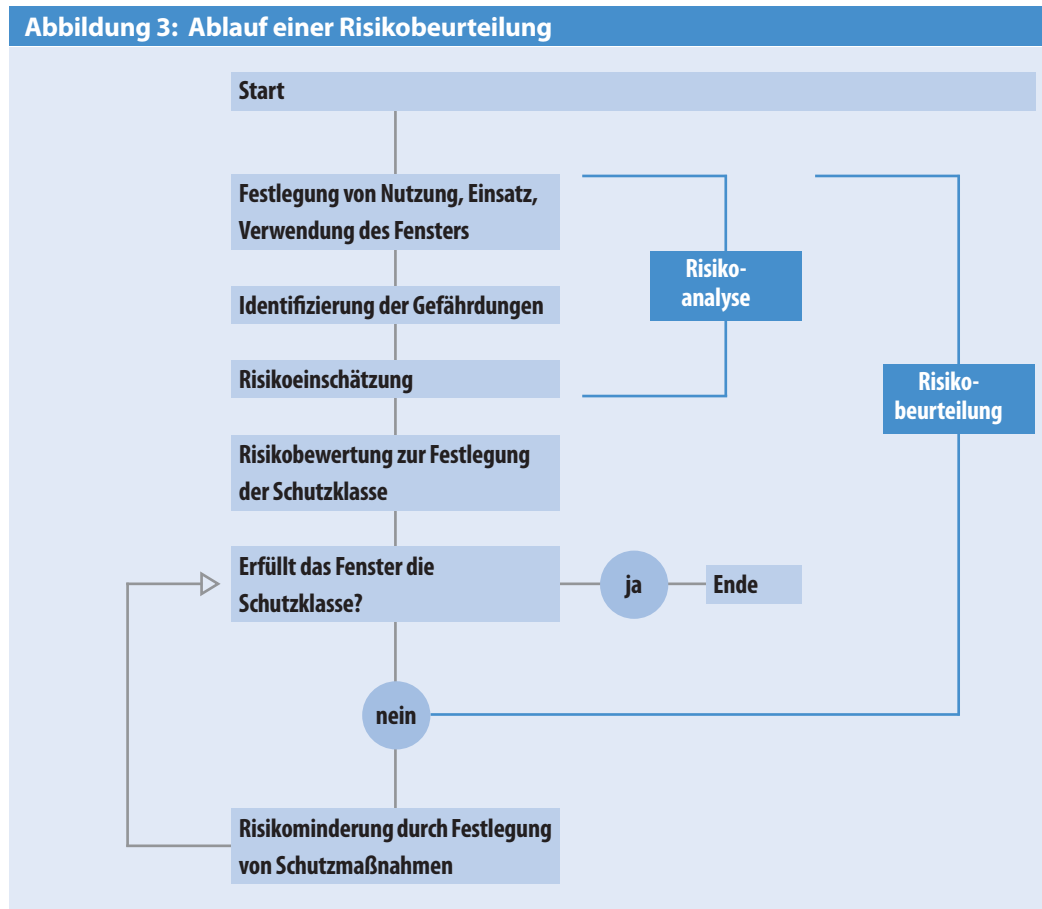 Abbildung 3: Ablauf einer Risikobeurteilung
Start
Festlegung von Nutzung, Einsatz,
Verwendung des Fensters
Identifizierung der Gefährdungen
Risikoeinschätzung
Risiko-
analyse
Risiko-
beurteilung
Risikobewertung zur Festlegung
der Schutzklasse
Erfüllt das Fenster die
Schutzklasse?
ja
Ende
nein
Risikominderung durch Festlegung
von Schutzmaßnahmen